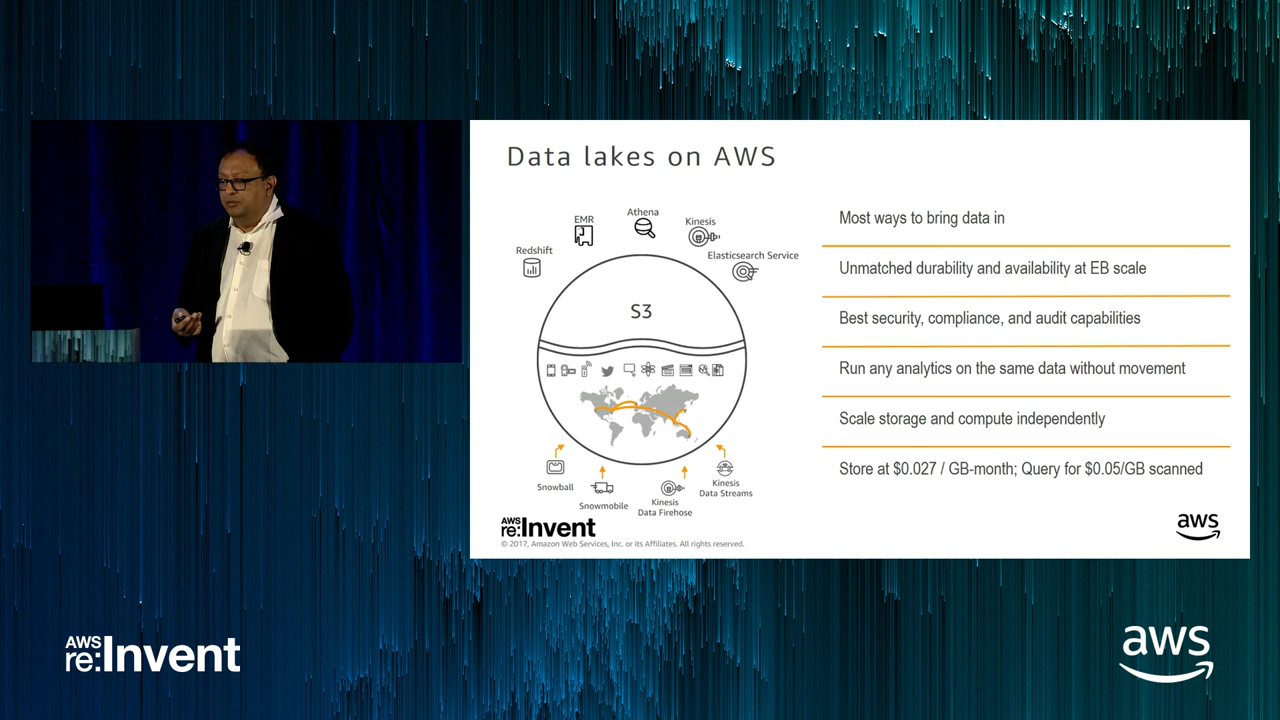 Data lakes on AWS
Redshift
EMR
Athena
Kinesis
Elasticsearch Service
S3
Snowball
Snowmobile
Kinesis
Data Firehose
Kinesis
Data Streams
Most ways to bring data in
Unmatched durability and availability at EB scale
Best security, compliance, and audit capabilities
Run any analytics on the same data without movement
Scale storage and compute independently
Store at $0.027 / GB-month; Query for $0.05/GB scanned
AWS
re:Invent
© 2017, Amazon Web Services, Inc. or its Affiliates. All rights reserved.
aws
AWS
re:Invent
aws